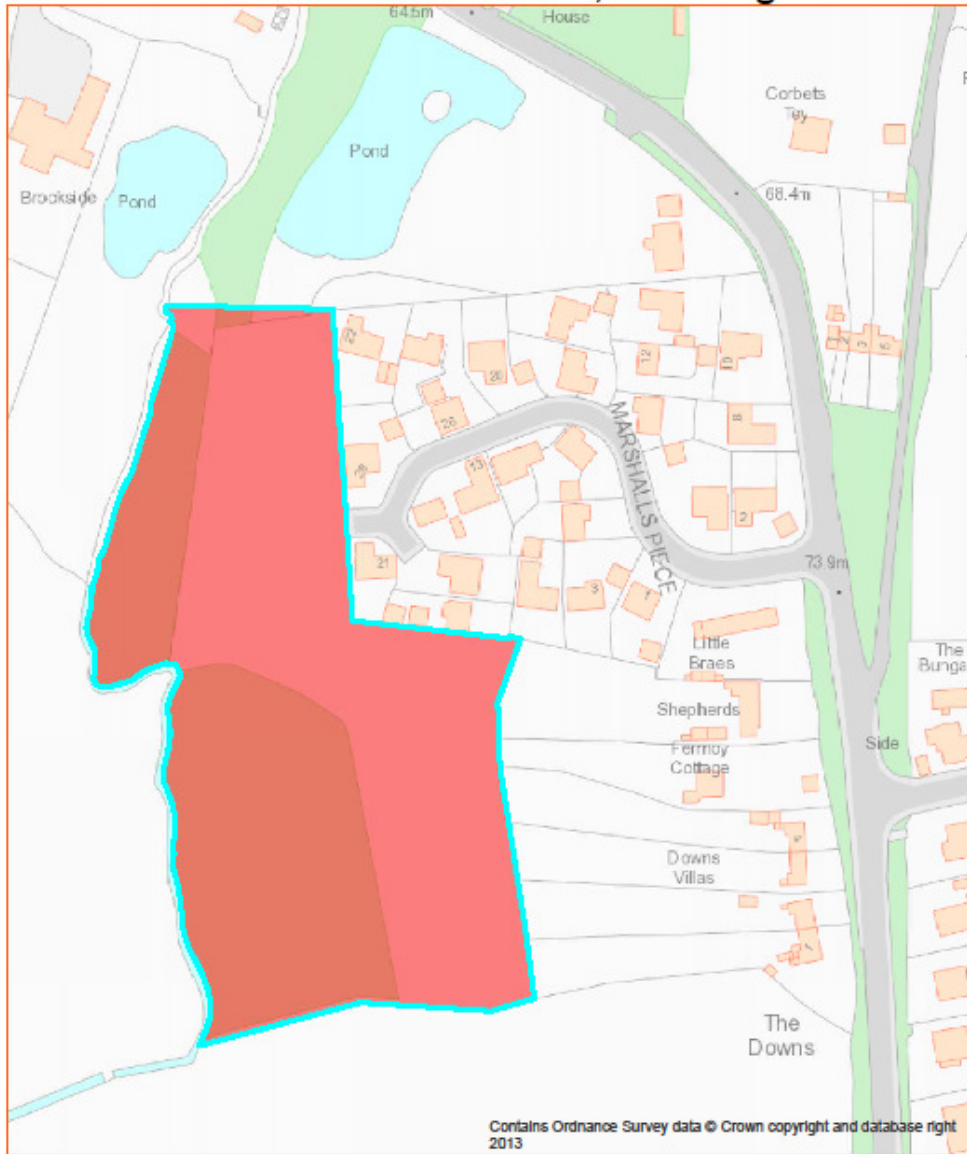 64.5m
House
Corbets
Tey
Pond
68.4m
Brookside
Pond
22
12
10
20
26
8
MARSHALLS PIECE
13
28
2
21
73.9m
3
1
Little
Braes
The
Shepherds
Side
Fermoy
Cottage
Downs
Villas
The
Downs
Contains Ordnance Survey data © Crown copyright and database right
2013